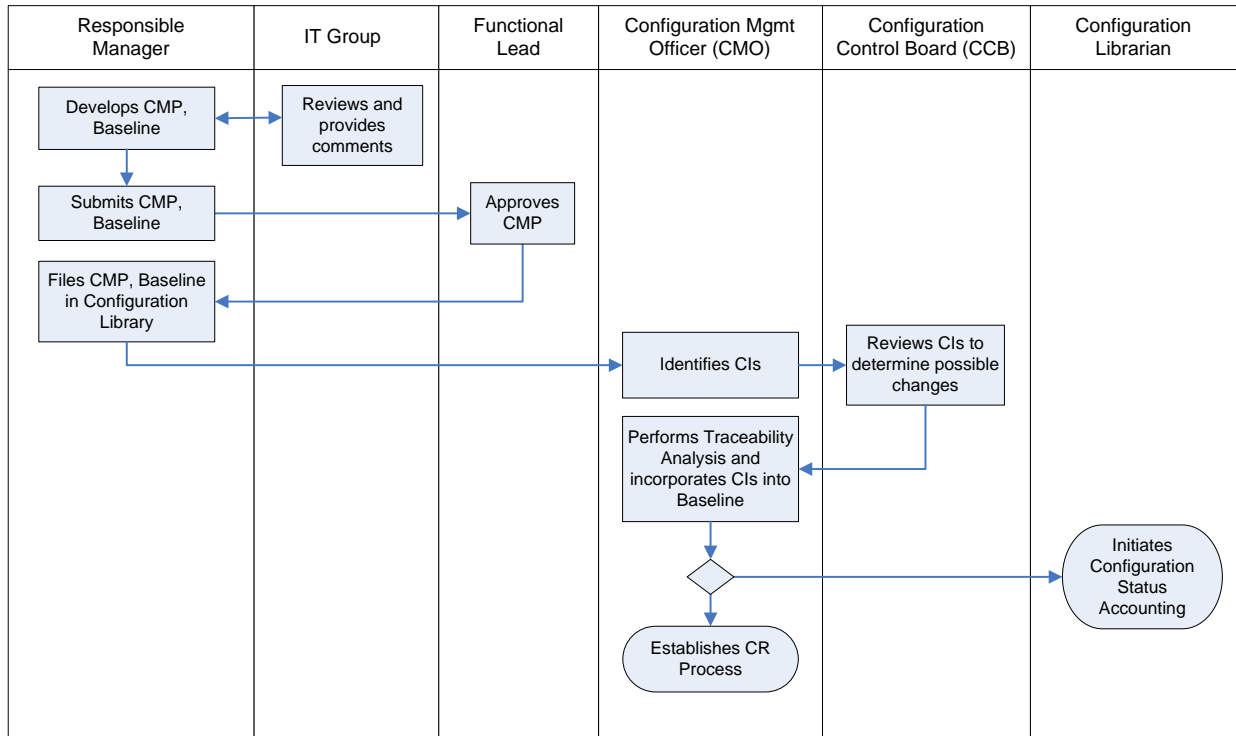 Responsible
Manager
IT Group
Functional
Lead
Configuration Mgmt
Officer (CMO)
Configuration
Control Board (CCB)
Configuration
Librarian
Develops CMP,
Baseline
Reviews and
provides
comments
Submits CMP,
Baseline
Approves
CMP
Files CMP, Baseline
in Configuration
Library
Identifies CIs
Reviews CIs to
determine possible
changes
Performs Traceability
Analysis and
incorporates CIs into
Baseline
Initiates
Configuration
Status
Accounting
Establishes CR
Process